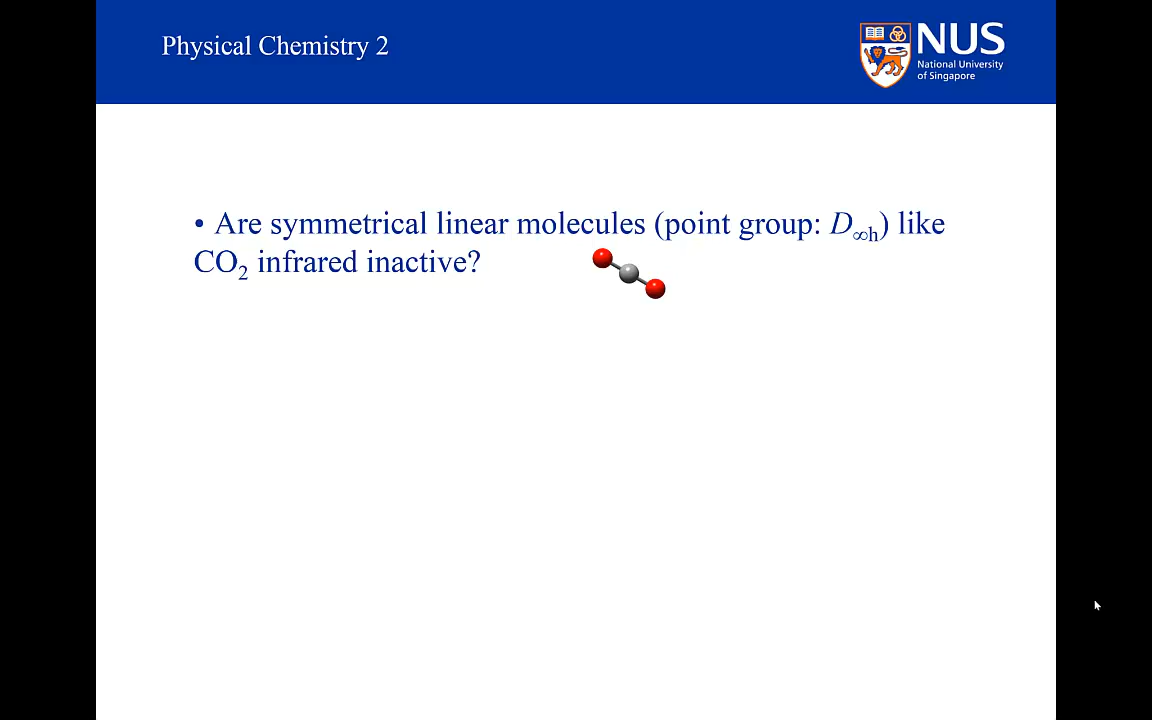 Physical Chemistry 2
NUS
National University
of Singapore
• Are symmetrical linear molecules (point group: D∞h) like
CO₂ infrared inactive?